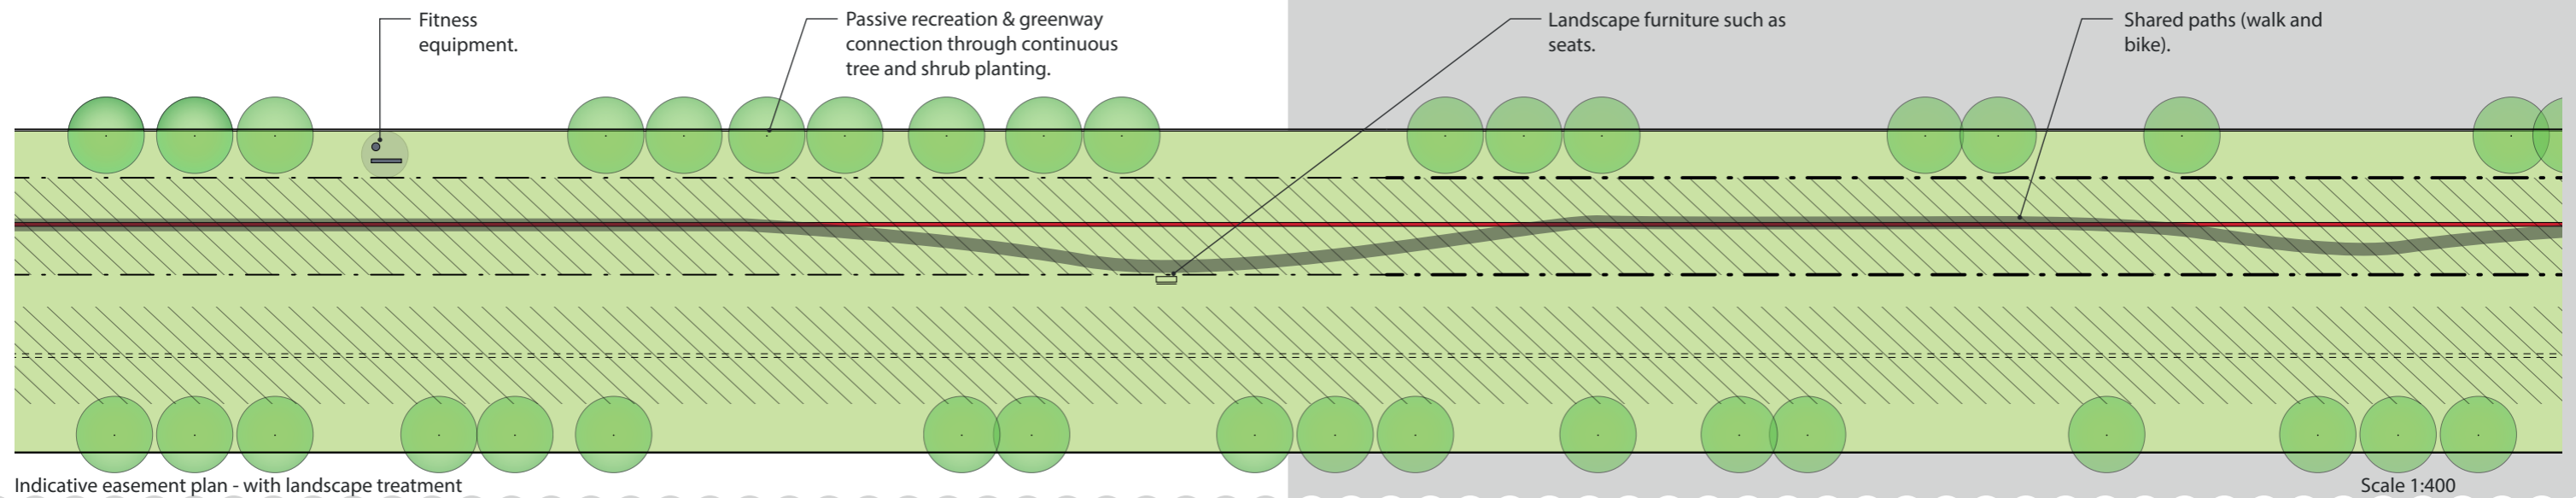 Fitness
equipment.
Passive recreation & greenway
connection through continuous
tree and shrub planting.
Landscape furniture such as
seats.
Shared paths (walk and
bike).
Indicative easement plan - with landscape treatment
Scale 1:400